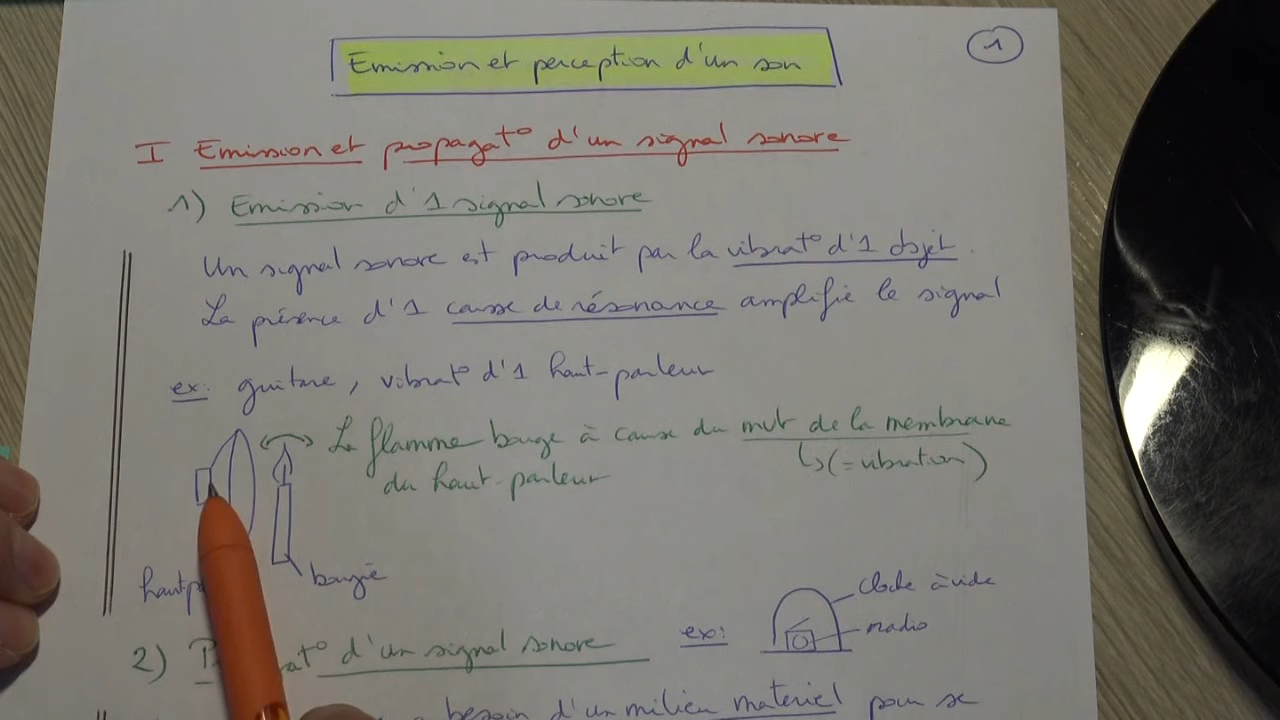 1
Emission et perception d'un son
I Emission et propagat° d'un signal sonore
1) Emission d'1 signal sonore
Un signal sonore est produit par la vibrat° d'1 objet.
La présence d'1 caisse de résonance amplifie le signal
ex: guitare, vibrat° d'1 haut-parleur
La flamme bouge à cause du mvt de la membrane
du haut-parleur
↳(=vibration)
bougie
cloche à vide
radio
ex:
2) d'un signal sonore
besoin d'un milieu matériel pour se